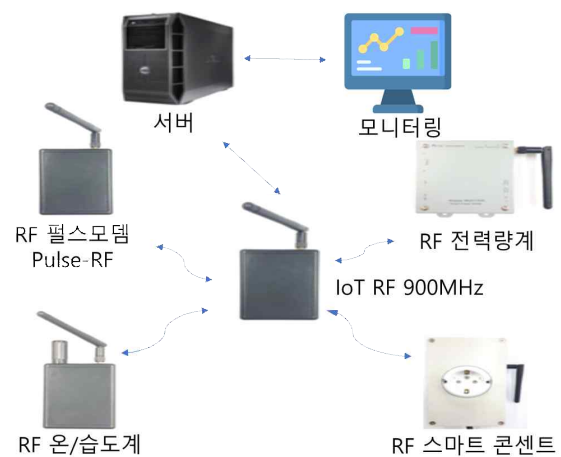 서버
모니터링
RF 펄스모뎀
Pulse-RF
RF 전력량계
IoT RF 900MHz
RF 온/습도계
RF 스마트 콘센트